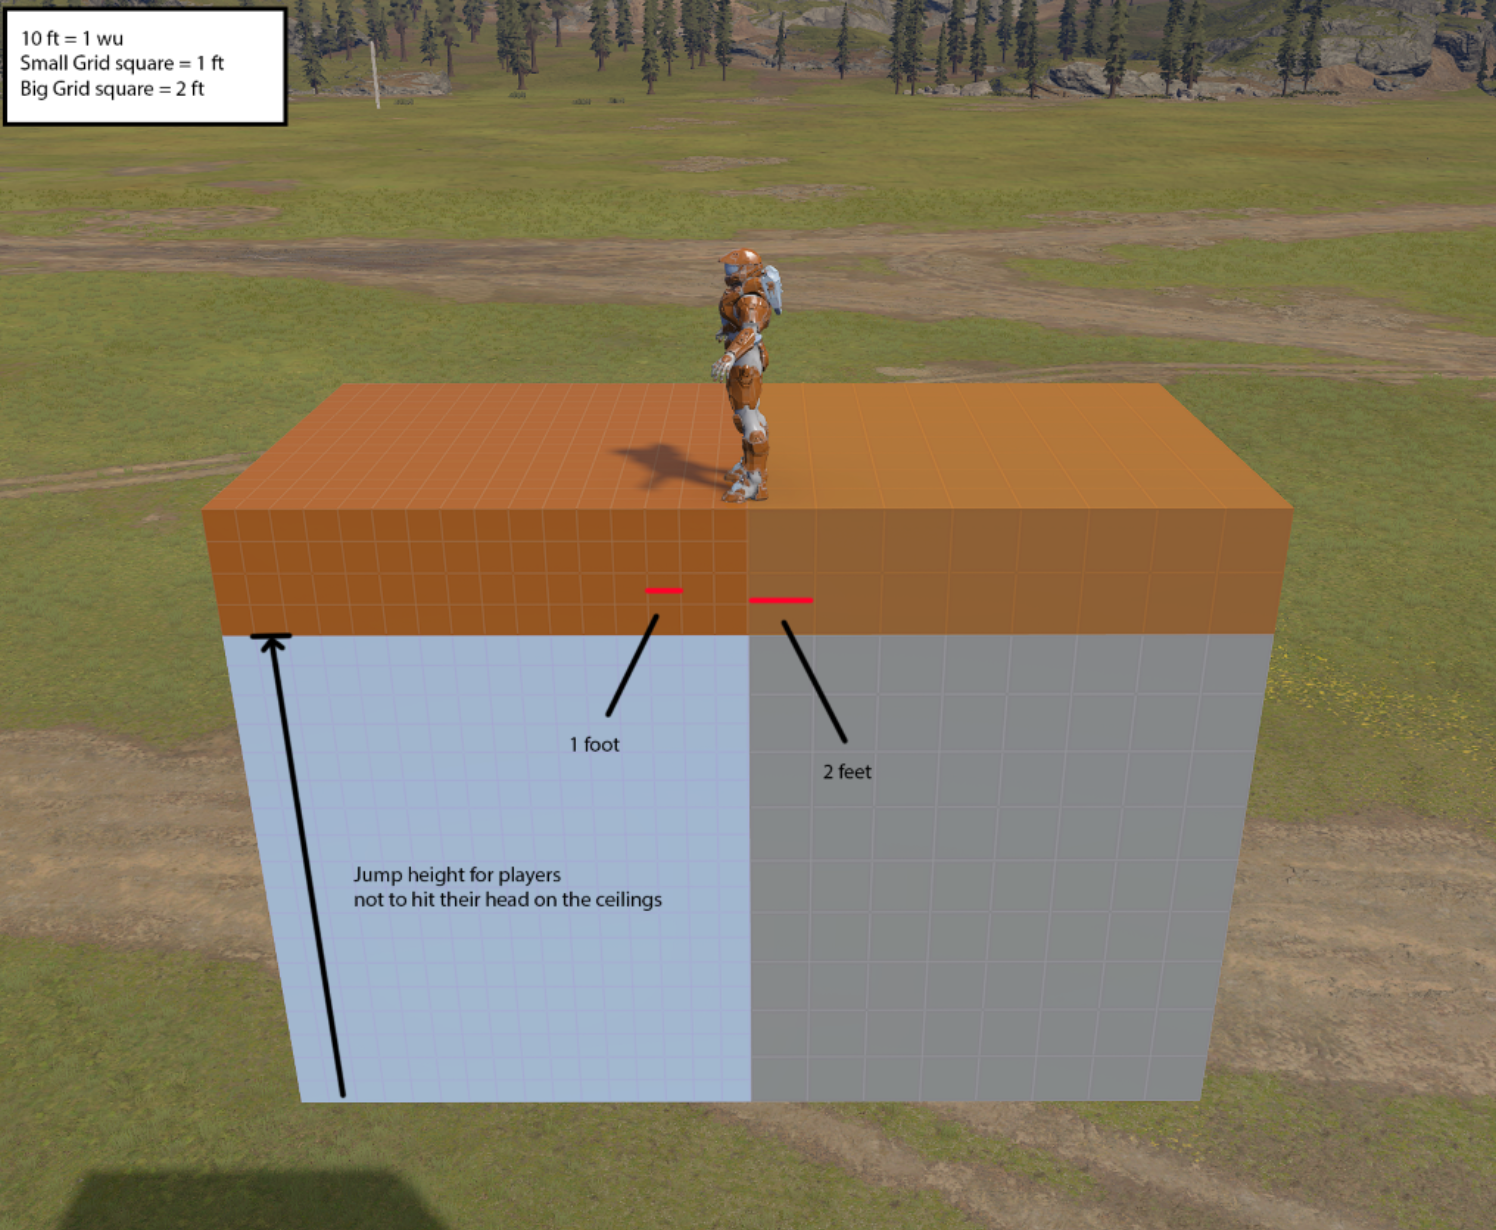 10 ft = 1 wu
Small Grid square = 1 ft
Big Grid square = 2 ft
1 foot
2 feet
Jump height for players
not to hit their head on the ceilings